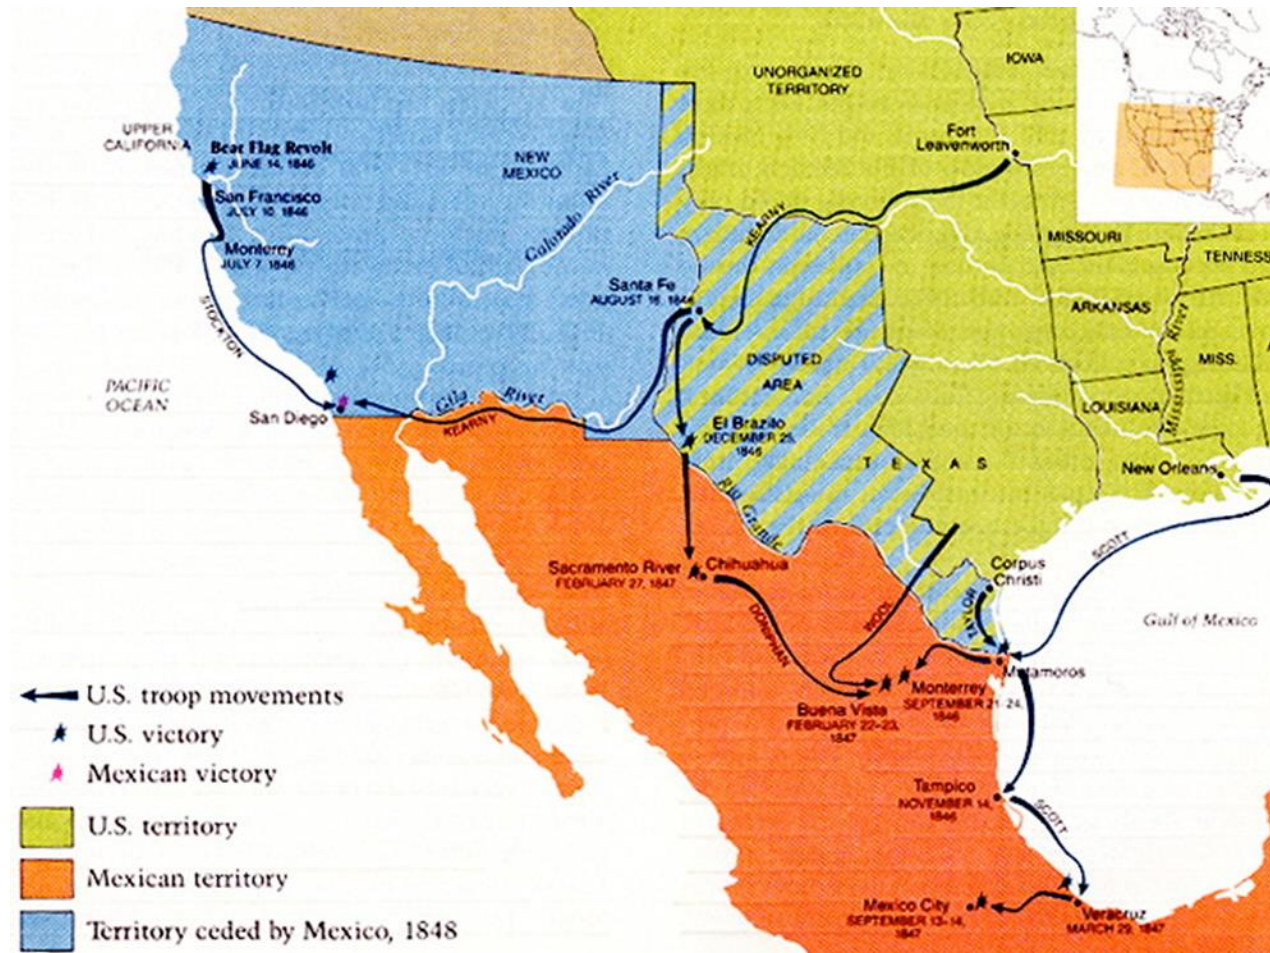 UNORGANIZED
TERRITORY
IOWA
UPPER
CALIFORNIA
Bear Flag Revolt
JUNE 14, 1846
NEW
MEXICO
Fort
Leavenworth
San Francisco
JULY 10, 1846
Colorado River
KEARNY
MISSOURI
Monterey
JULY 7, 1846
TENNESS
Santa Fe
AUGUST 16, 1846
STOCKTON
ARKANSAS
Mississippi River
DISPUTED
AREA
MISS.
PACIFIC
OCEAN
Gila River
San Diego
KEARNY
LOUISIANA
El Brazito
DECEMBER 25,
1846
TEXAS
New Orleans
Rio Grande
SCOTT
Sacramento River
FEBRUARY 27, 1847
Chihuahua
Corpus
Christi
TAYLOR
WOOL
DONIPHAN
Gulf of Mexico
Matamoros
Monterrey
SEPTEMBER 21-24,
1846
Buena Vista
FEBRUARY 22-23,
1847
Tampico
NOVEMBER 14,
1846
SCOTT
Mexico City
SEPTEMBER 13-14,
1847
Veracruz
MARCH 29, 1847
U.S. troop movements
U.S. victory
Mexican victory
U.S. territory
Mexican territory
Territory ceded by Mexico, 1848